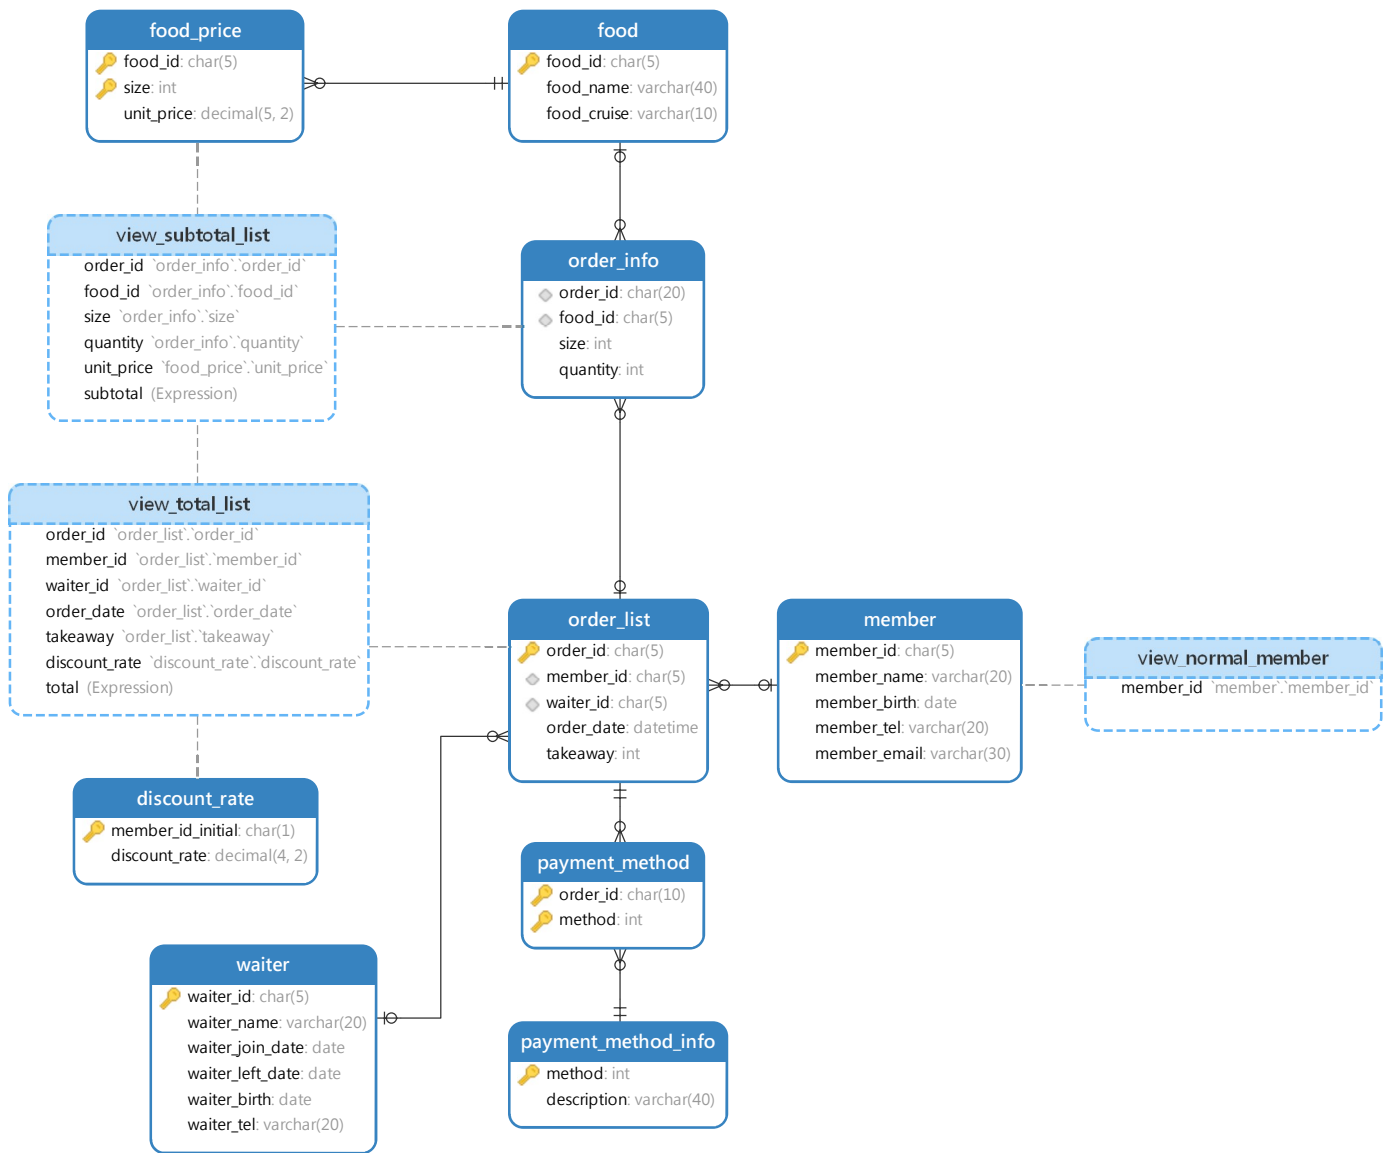 food_price
food_id: char(5)
size: int
unit_price: decimal(5, 2)
food
food_id: char(5)
food_name: varchar(40)
food_cruise: varchar(10)
view_subtotal_list
order_id `order_info`.`order_id`
food_id `order_info`.`food_id`
size `order_info`.`size`
quantity `order_info`.`quantity`
unit_price `food_price`.`unit_price`
subtotal (Expression)
order_info
order_id: char(20)
food_id: char(5)
size: int
quantity: int
view_total_list
order_id `order_list`.`order_id`
member_id `order_list`.`member_id`
waiter_id `order_list`.`waiter_id`
order_date `order_list`.`order_date`
takeaway `order_list`.`takeaway`
discount_rate `discount_rate`.`discount_rate`
total (Expression)
order_list
order_id: char(5)
member_id: char(5)
waiter_id: char(5)
order_date: datetime
takeaway: int
member
member_id: char(5)
member_name: varchar(20)
member_birth: date
member_tel: varchar(20)
member_email: varchar(30)
view_normal_member
member_id `member`.`member_id`
discount_rate
member_id_initial: char(1)
discount_rate: decimal(4, 2)
payment_method
order_id: char(10)
method: int
waiter
waiter_id: char(5)
waiter_name: varchar(20)
waiter_join_date: date
waiter_left_date: date
waiter_birth: date
waiter_tel: varchar(20)
payment_method_info
method: int
description: varchar(40)